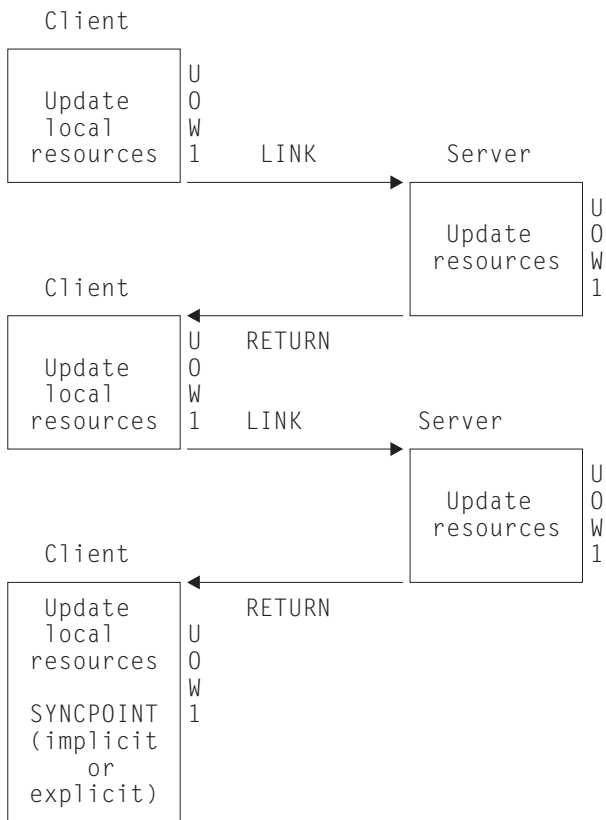 Client
Update
local
resources
U
O
W
1
LINK
Server
Update
resources
U
O
W
1
Client
RETURN
Update
local
resources
U
O
W
1
LINK
Server
Update
resources
U
O
W
1
Client
RETURN
Update
local
resources
SYNCPOINT
(implicit
or
explicit)
U
O
W
1